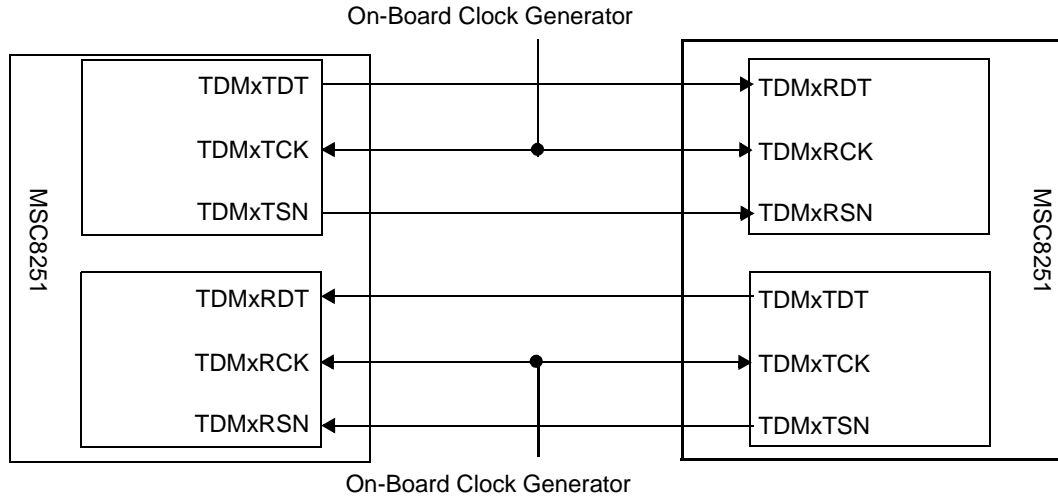 On-Board Clock Generator
MSC8251
TDMxTDT
TDMxTCK
TDMxTSN
TDMxRDT
TDMxRCK
TDMxRSN
TDMxRDT
TDMxRCK
TDMxRSN
TDMxTDT
TDMxTCK
TDMxTSN
MSC8251
On-Board Clock Generator